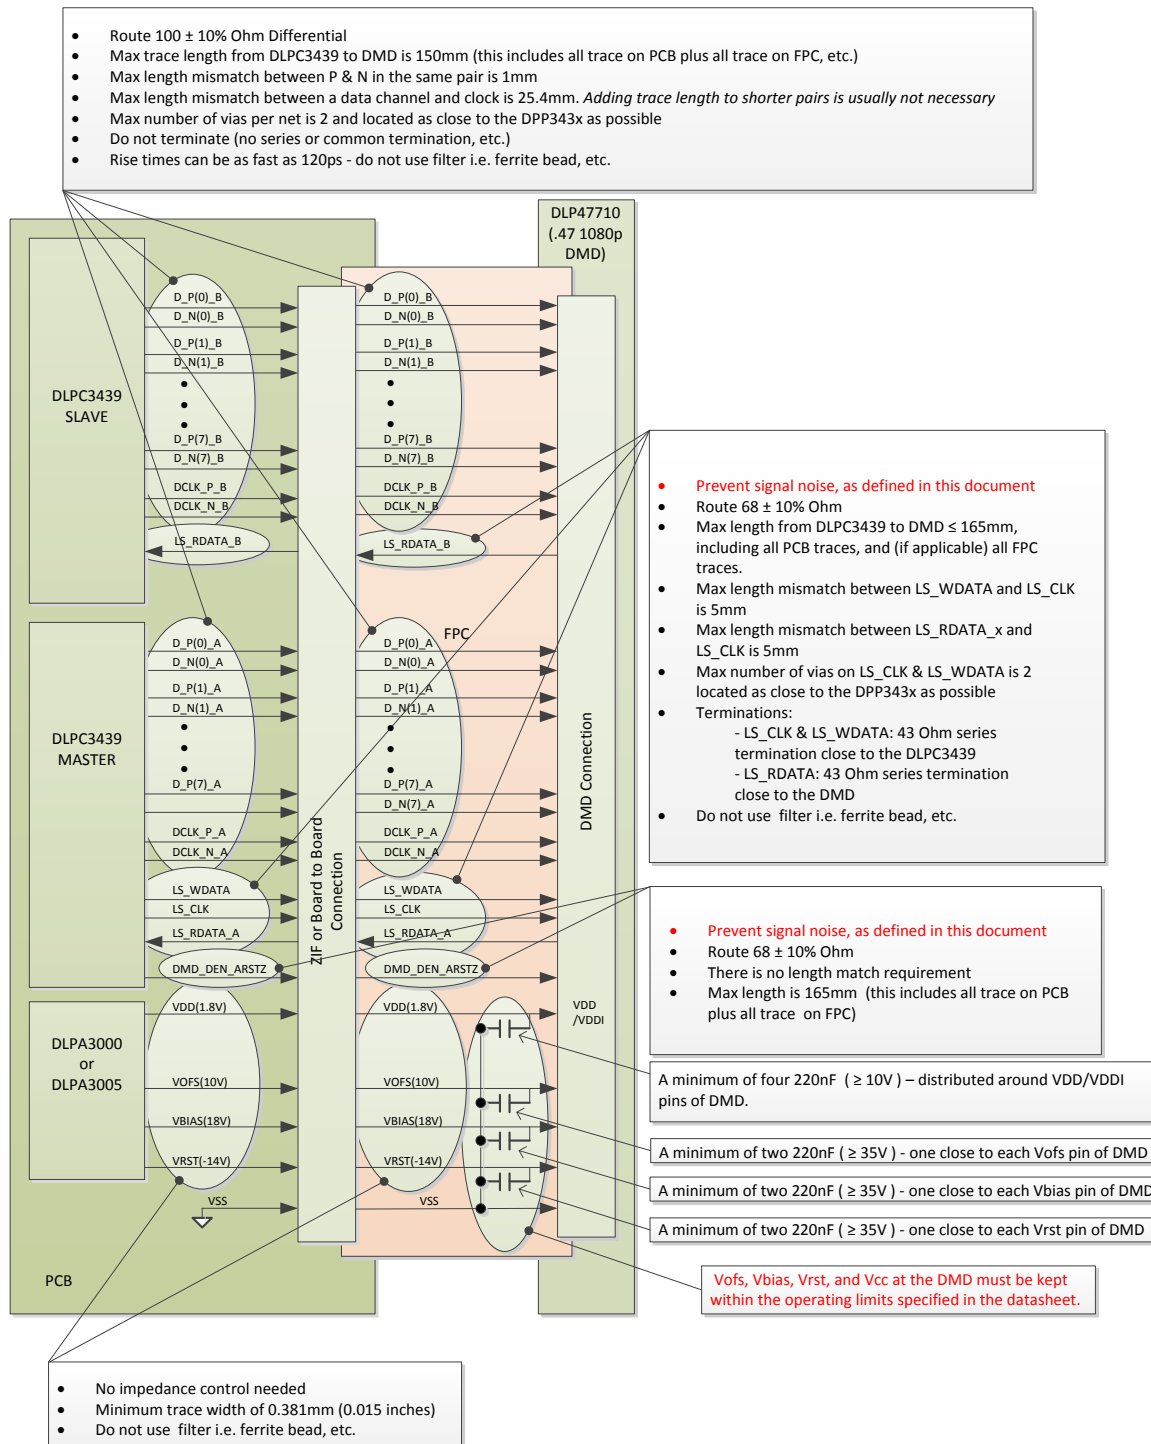 • Route 100 ± 10% Ohm Differential
• Max trace length from DLPC3439 to DMD is 150mm (this includes all trace on PCB plus all trace on FPC, etc.)
• Max length mismatch between P & N in the same pair is 1mm
• Max length mismatch between a data channel and clock is 25.4mm. Adding trace length to shorter pairs is usually not necessary
• Max number of vias per net is 2 and located as close to the DPP343x as possible
• Do not terminate (no series or common termination, etc.)
• Rise times can be as fast as 120ps - do not use filter i.e. ferrite bead, etc.
DLP47710
(.47 1080p
DMD)
DLPC3439
SLAVE
D_P(0)_B
D_N(0)_B
D_P(1)_B
D_N(1)_B
D_P(7)_B
D_N(7)_B
DCLK_P_B
DCLK_N_B
LS_RDATA_B
D_P(0)_B
D_N(0)_B
D_P(1)_B
D_N(1)_B
D_P(7)_B
D_N(7)_B
DCLK_P_B
DCLK_N_B
LS_RDATA_B
• Prevent signal noise, as defined in this document
• Route 68 ± 10% Ohm
• Max length from DLPC3439 to DMD ≤ 165mm,
including all PCB traces, and (if applicable) all FPC
traces.
• Max length mismatch between LS_WDATA and LS_CLK
is 5mm
• Max length mismatch between LS_RDATA_x and
LS_CLK is 5mm
• Max number of vias on LS_CLK & LS_WDATA is 2
located as close to the DPP343x as possible
• Terminations:
- LS_CLK & LS_WDATA: 43 Ohm series
termination close to the DLPC3439
- LS_RDATA: 43 Ohm series termination
close to the DMD
• Do not use filter i.e. ferrite bead, etc.
DLPC3439
MASTER
D_P(0)_A
D_N(0)_A
D_P(1)_A
D_N(1)_A
D_P(7)_A
DCLK_P_A
DCLK_N_A
LS_WDATA
LS_CLK
LS_RDATA_A
DMD_DEN_ARSTZ
ZIF or Board to Board
Connection
FPC
D_P(0)_A
D_N(0)_A
D_P(1)_A
D_N(1)_A
D_P(7)_A
D_N(7)_A
DCLK_P_A
DCLK_N_A
LS_WDATA
LS_CLK
LS_RDATA_A
DMD_DEN_ARSTZ
DMD Connection
• Prevent signal noise, as defined in this document
• Route 68 ± 10% Ohm
• There is no length match requirement
• Max length is 165mm (this includes all trace on PCB
plus all trace on FPC)
DLPA3000
or
DLPA3005
VDD(1.8V)
VOFS(10V)
VBIAS(18V)
VRST(-14V)
VSS
VDD(1.8V)
VOFS(10V)
VBIAS(18V)
VRST(-14V)
VSS
VDD
/VDDI
A minimum of four 220nF ( ≥ 10V ) – distributed around VDD/VDDI
pins of DMD.
A minimum of two 220nF ( ≥ 35V ) - one close to each Vofs pin of DMD
A minimum of two 220nF ( ≥ 35V ) - one close to each Vbias pin of DMD
A minimum of two 220nF ( ≥ 35V ) - one close to each Vrst pin of DMD
Vofs, Vbias, Vrst, and Vcc at the DMD must be kept
within the operating limits specified in the datasheet.
PCB
• No impedance control needed
• Minimum trace width of 0.381mm (0.015 inches)
• Do not use filter i.e. ferrite bead, etc.